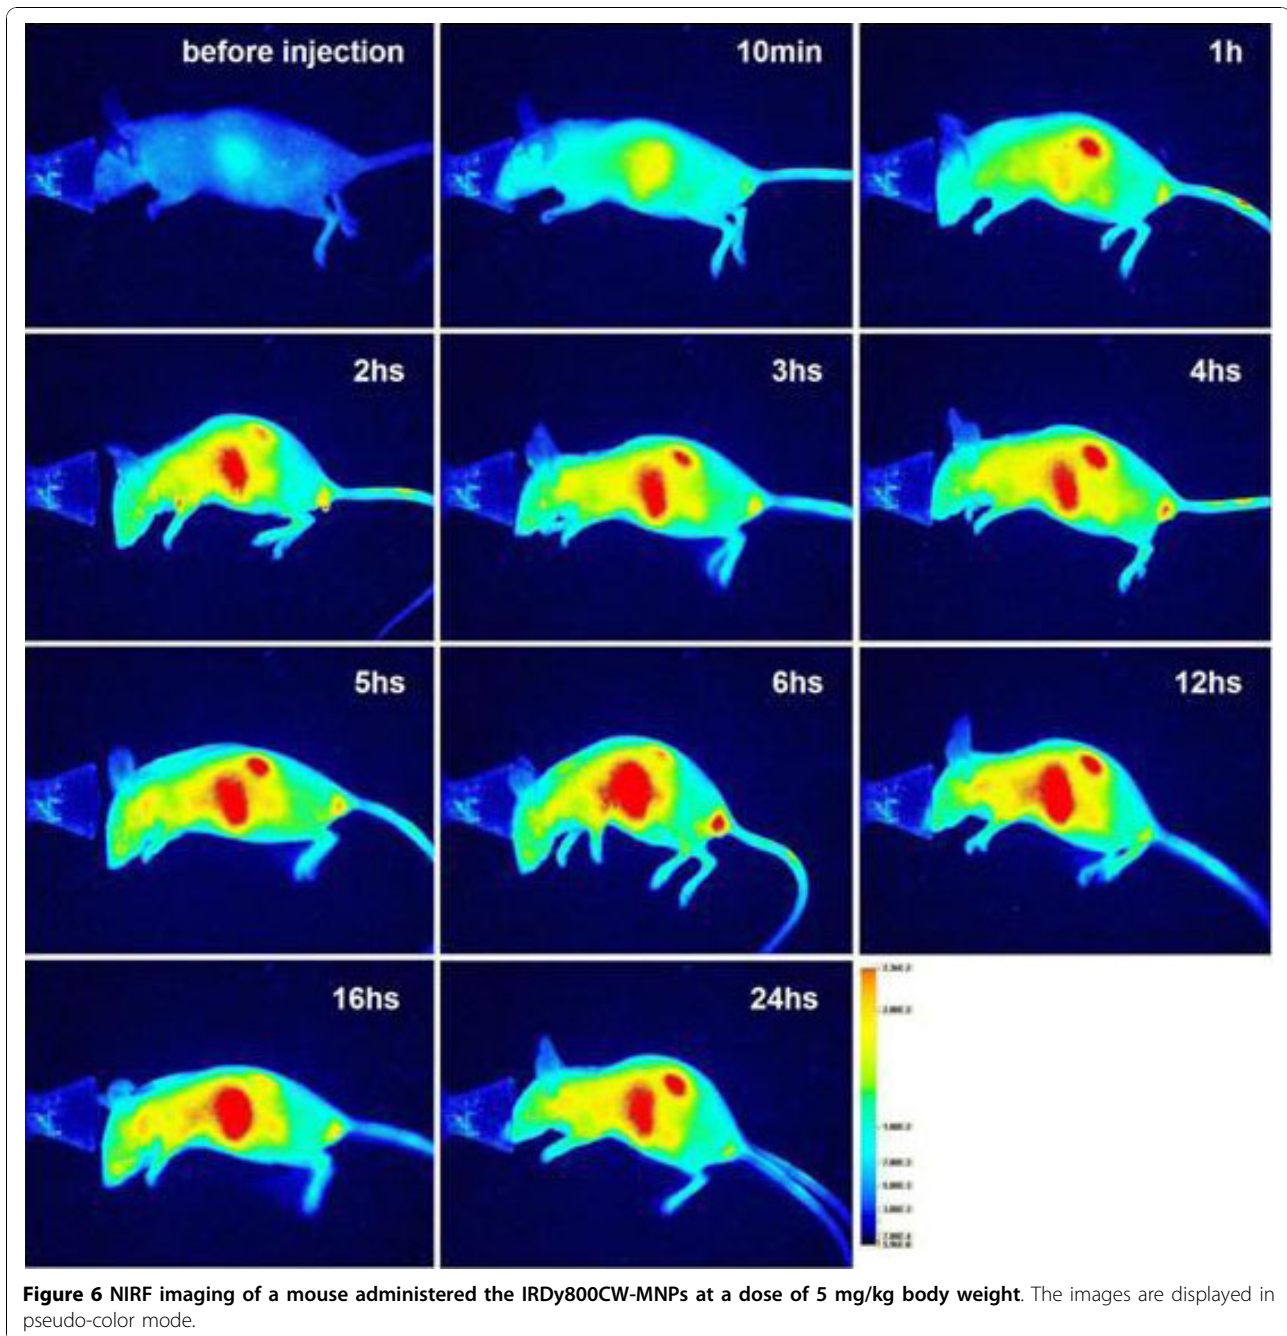 before injection
10min
1h
2hs
3hs
4hs
5hs
6hs
12hs
16hs
24hs
Figure 6 NIRF imaging of a mouse administered the IRDy800CW-MNPs at a dose of 5 mg/kg body weight. The images are displayed in
pseudo-color mode.